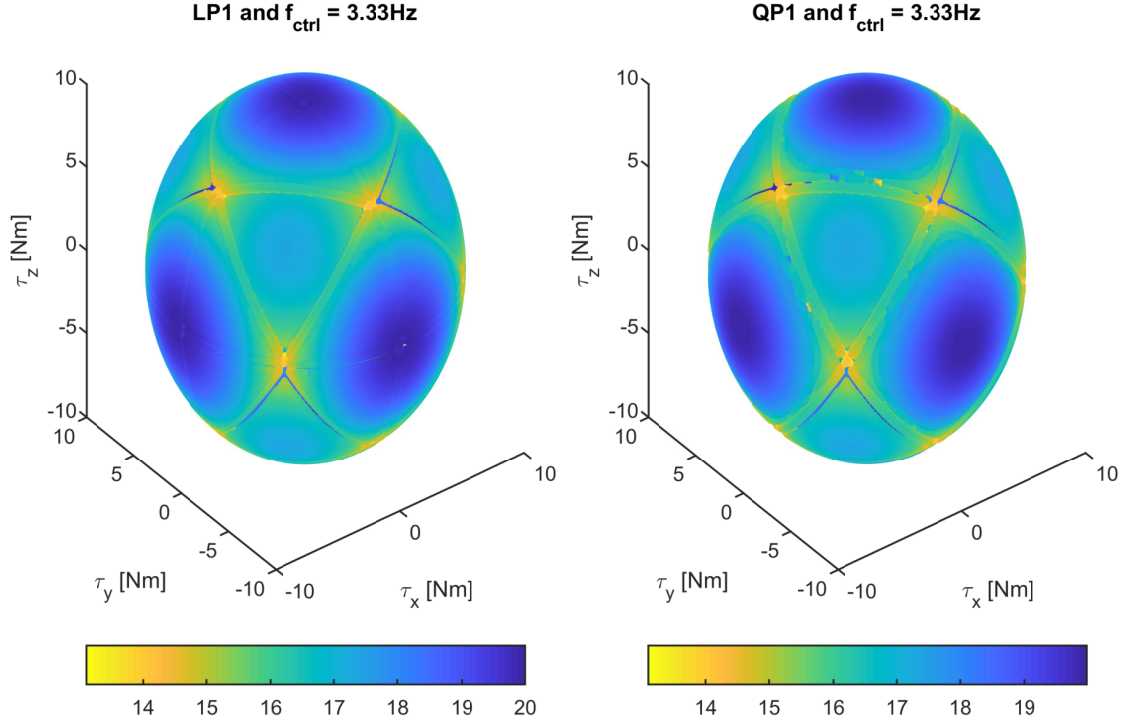 LP1 and f_ctrl = 3.33Hz
10
5
0
-5
-10
τ_z [Nm]
10
5
0
-5
-10
τ_y [Nm]
-10
0
10
τ_x [Nm]
14 15 16 17 18 19 20
QP1 and f_ctrl = 3.33Hz
10
5
0
-5
-10
τ_z [Nm]
10
5
0
-5
-10
τ_y [Nm]
-10
0
10
τ_x [Nm]
14 15 16 17 18 19